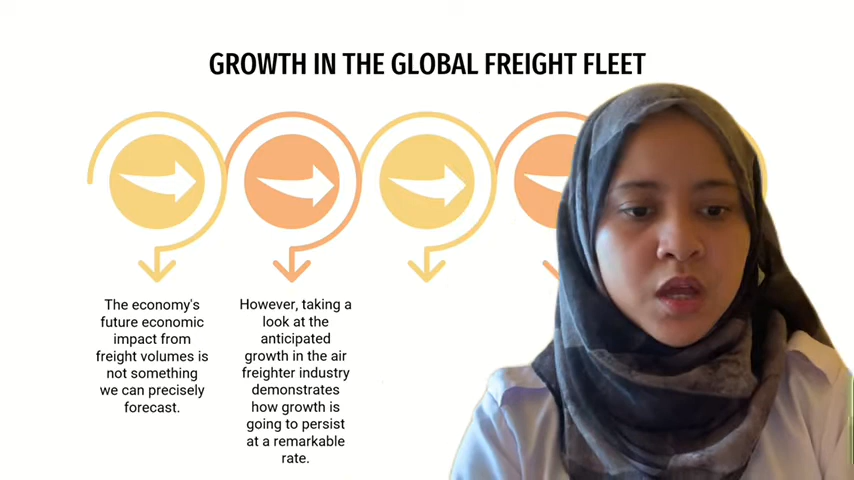 GROWTH IN THE GLOBAL FREIGHT FLEET
The economy's
future economic
impact from
freight volumes is
not something
we can precisely
forecast.
However, taking a
look at the
anticipated
growth in the air
freighter industry
demonstrates
how growth is
going to persist
at a remarkable
rate.